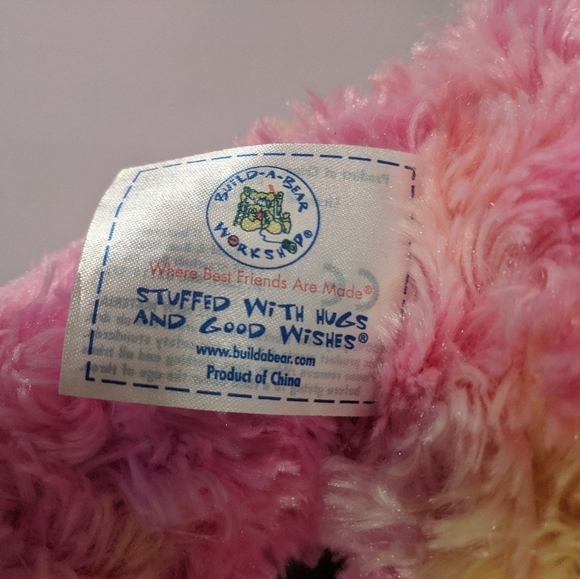 BUILD-A-BEAR
WORKSHOP®
Where Best Friends Are Made®
STUFFED WITH HUGS
AND GOOD WISHES®
www.buildabear.com
Product of China